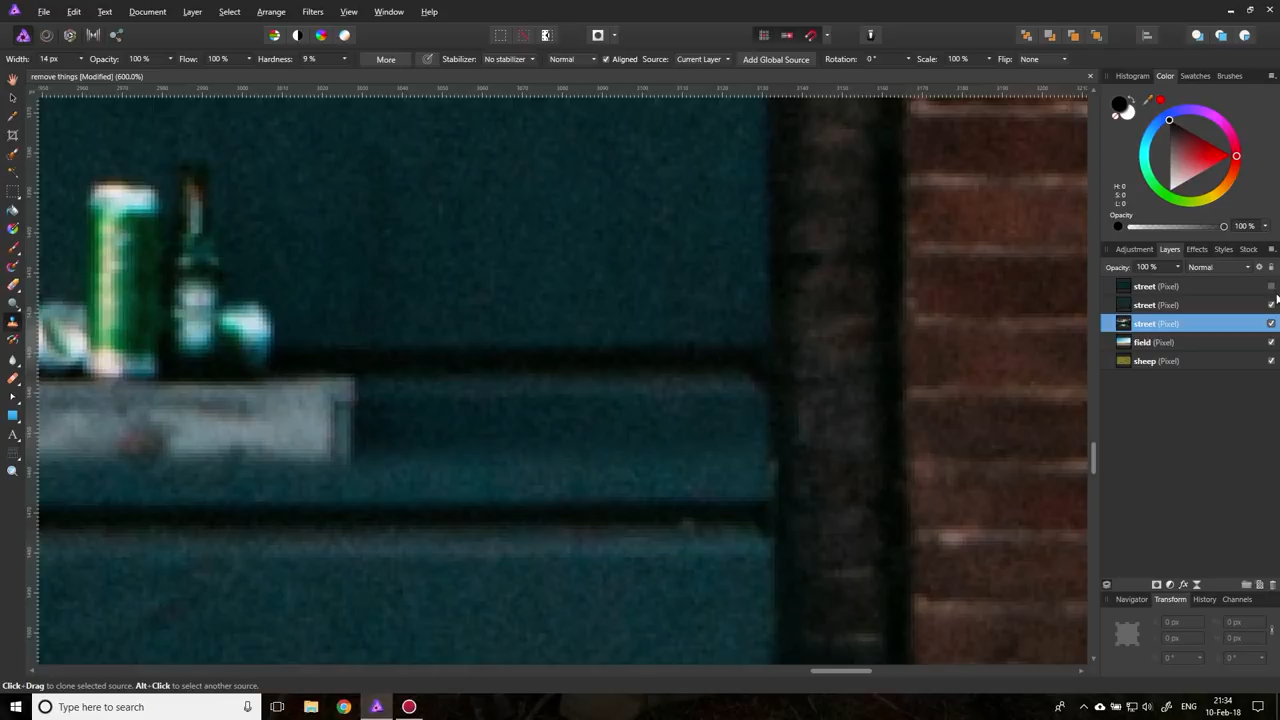 File Edit Text Document Layer Select Arrange Filters View Window Help
Width: 14 px Opacity: 100 % Flow: 100 % Hardness: 9 % More Stabilizer: No stabilizer Normal Aligned Source: Current Layer Add Global Source Rotation: 0 ° Scale: 100 % Flip: None
remove things [Modified] (600.0%)
Histogram Color Swatches Brushes
H: 0
S: 0
L: 0
Opacity
100 %
Adjustment Layers Effects Styles Stock
Opacity: 100 % Normal
street (Pixel)
street (Pixel)
street (Pixel)
field (Pixel)
sheep (Pixel)
Navigator Transform History Channels
X: 0 px Y: 0 px
W: 0 px H: 0 px
R: 0 ° S: 0 °
Click+Drag to clone selected source. Alt+Click to select another source.
Type here to search
ENG
21:34
10-Feb-18